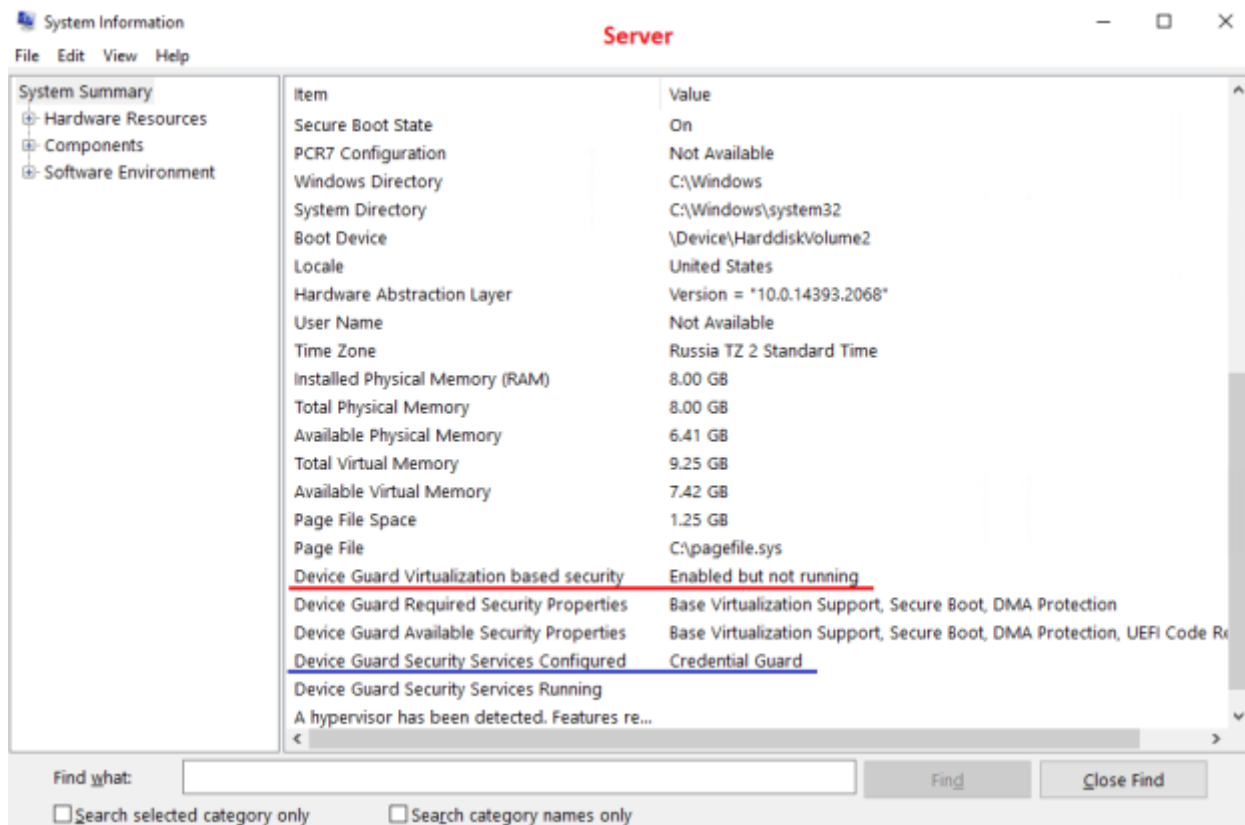 System Information
Server
File Edit View Help
System Summary
Hardware Resources
Components
Software Environment
Item Value
Secure Boot State On
PCR7 Configuration Not Available
Windows Directory C:\Windows
System Directory C:\Windows\system32
Boot Device \Device\HarddiskVolume2
Locale United States
Hardware Abstraction Layer Version = "10.0.14393.2068"
User Name Not Available
Time Zone Russia TZ 2 Standard Time
Installed Physical Memory (RAM) 8.00 GB
Total Physical Memory 8.00 GB
Available Physical Memory 6.41 GB
Total Virtual Memory 9.25 GB
Available Virtual Memory 7.42 GB
Page File Space 1.25 GB
Page File C:\pagefile.sys
Device Guard Virtualization based security Enabled but not running
Device Guard Required Security Properties Base Virtualization Support, Secure Boot, DMA Protection
Device Guard Available Security Properties Base Virtualization Support, Secure Boot, DMA Protection, UEFI Code Re
Device Guard Security Services Configured Credential Guard
Device Guard Security Services Running
A hypervisor has been detected. Features re...
Find what: Find Close Find
Search selected category only Search category names only